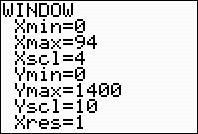 WINDOW
Xmin=0
Xmax=94
Xscl=4
Ymin=0
Ymax=1400
Yscl=10
Xres=1